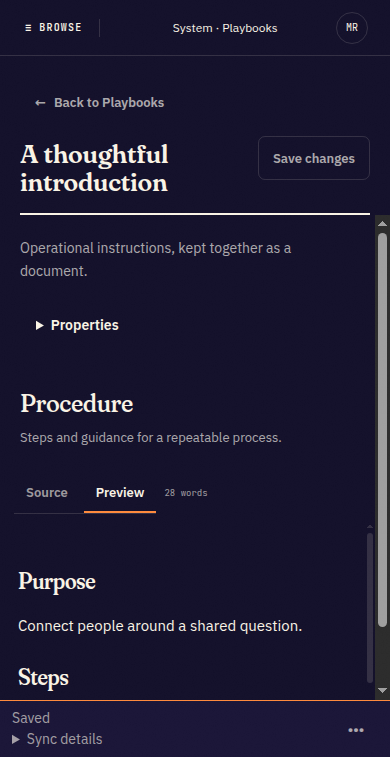 ≡ BROWSE
System · Playbooks
MR
← Back to Playbooks
A thoughtful
introduction
Save changes
Operational instructions, kept together as a
document.
▶ Properties
Procedure
Steps and guidance for a repeatable process.
Source
Preview
28 words
Purpose
Connect people around a shared question.
Steps
Saved
▶ Sync details
•••